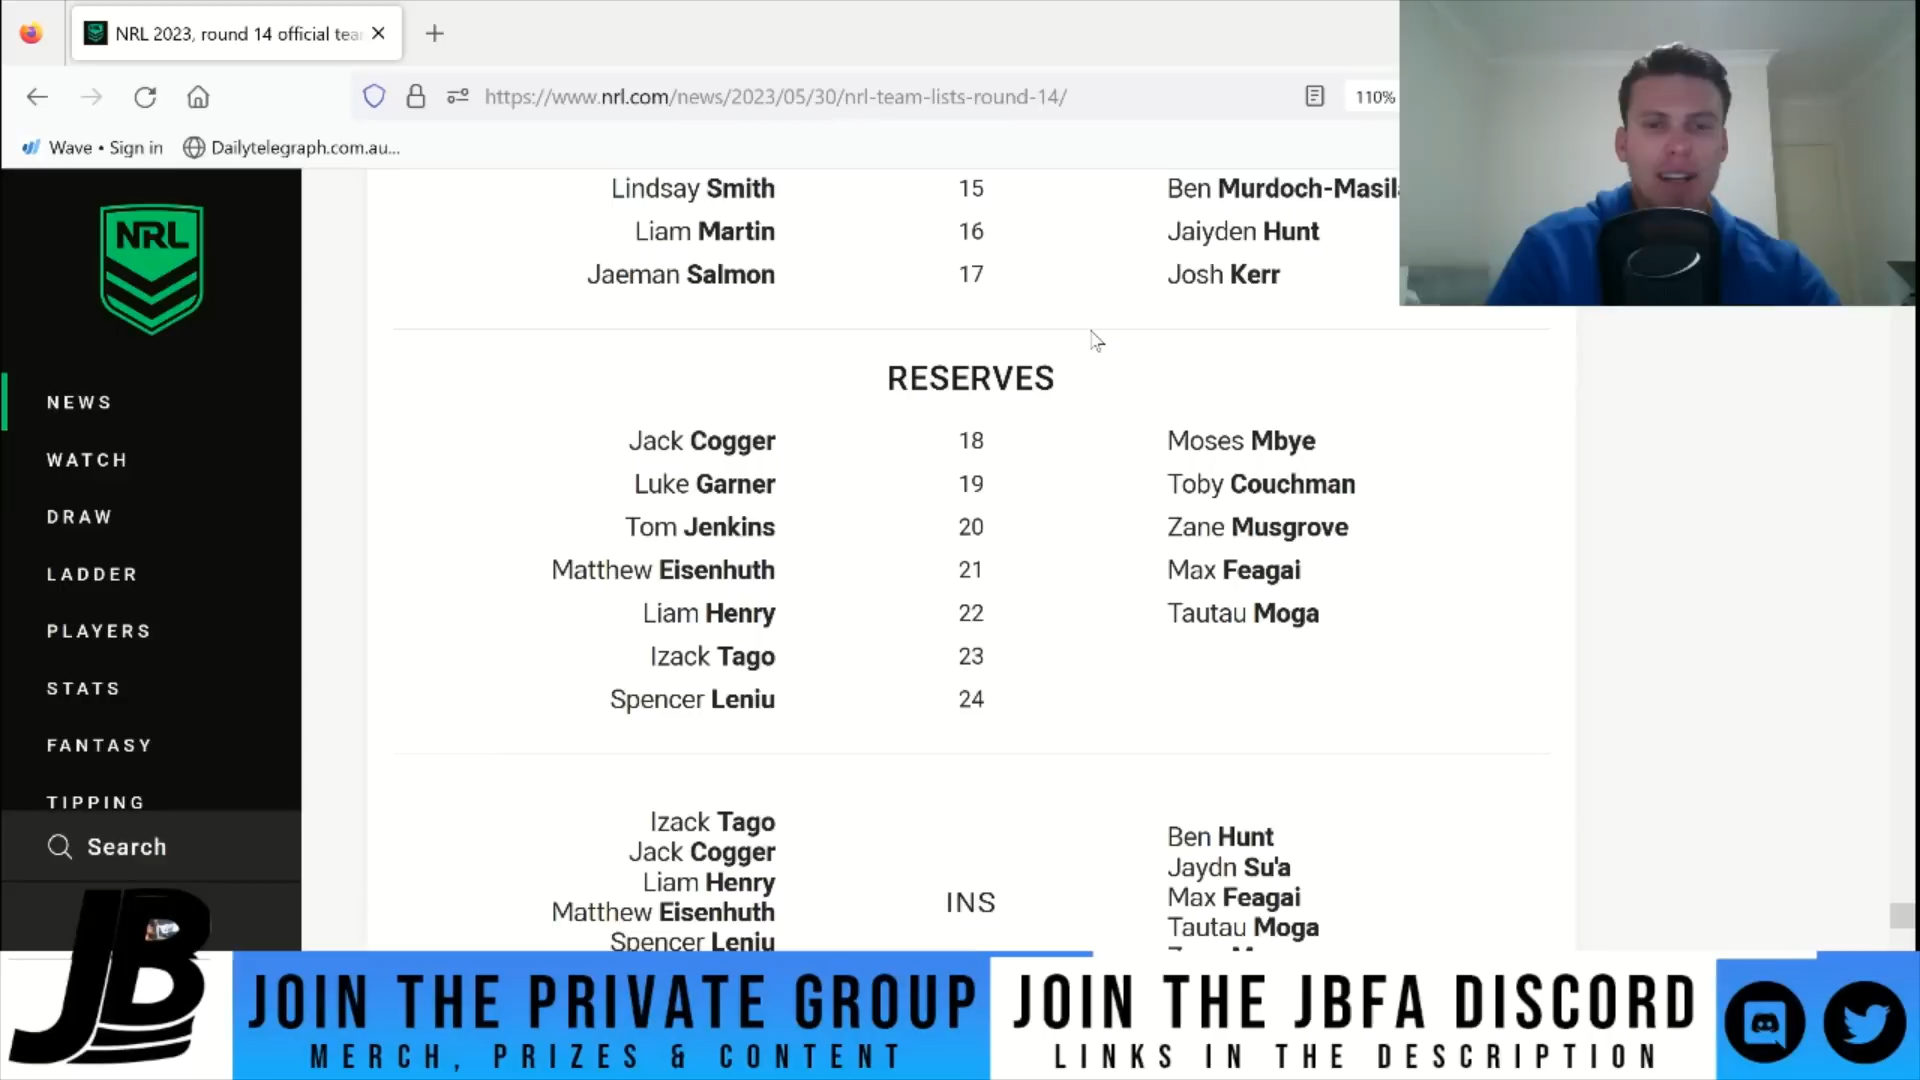 NRL 2023, round 14 official tea
https://www.nrl.com/news/2023/05/30/nrl-team-lists-round-14/
110%
Wave • Sign in
Dailytelegraph.com.au...
NRL
NEWS
WATCH
DRAW
LADDER
PLAYERS
STATS
FANTASY
TIPPING
Search
Lindsay Smith 15 Ben Murdoch-Masil
Liam Martin 16 Jaiyden Hunt
Jaeman Salmon 17 Josh Kerr
RESERVES
Jack Cogger 18 Moses Mbye
Luke Garner 19 Toby Couchman
Tom Jenkins 20 Zane Musgrove
Matthew Eisenhuth 21 Max Feagai
Liam Henry 22 Tautau Moga
Izack Tago 23
Spencer Leniu 24
Izack Tago
Jack Cogger
Liam Henry
Matthew Eisenhuth
Spencer Leniu
INS
Ben Hunt
Jaydn Su'a
Max Feagai
Tautau Moga
JB
JOIN THE PRIVATE GROUP
MERCH, PRIZES & CONTENT
JOIN THE JBFA DISCORD
LINKS IN THE DESCRIPTION